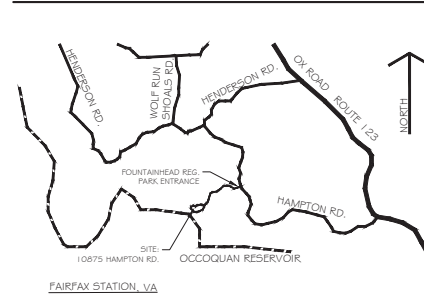 HENDERSON RD.
WOLF RUN
SHOALS RD.
HENDERSON RD.
OX ROAD  ROUTE 123
NORTH
FOUNTAINHEAD REG.
PARK ENTRANCE
HAMPTON RD.
SITE:
10875 HAMPTON RD.
OCCOQUAN RESERVOIR
FAIRFAX STATION, VA